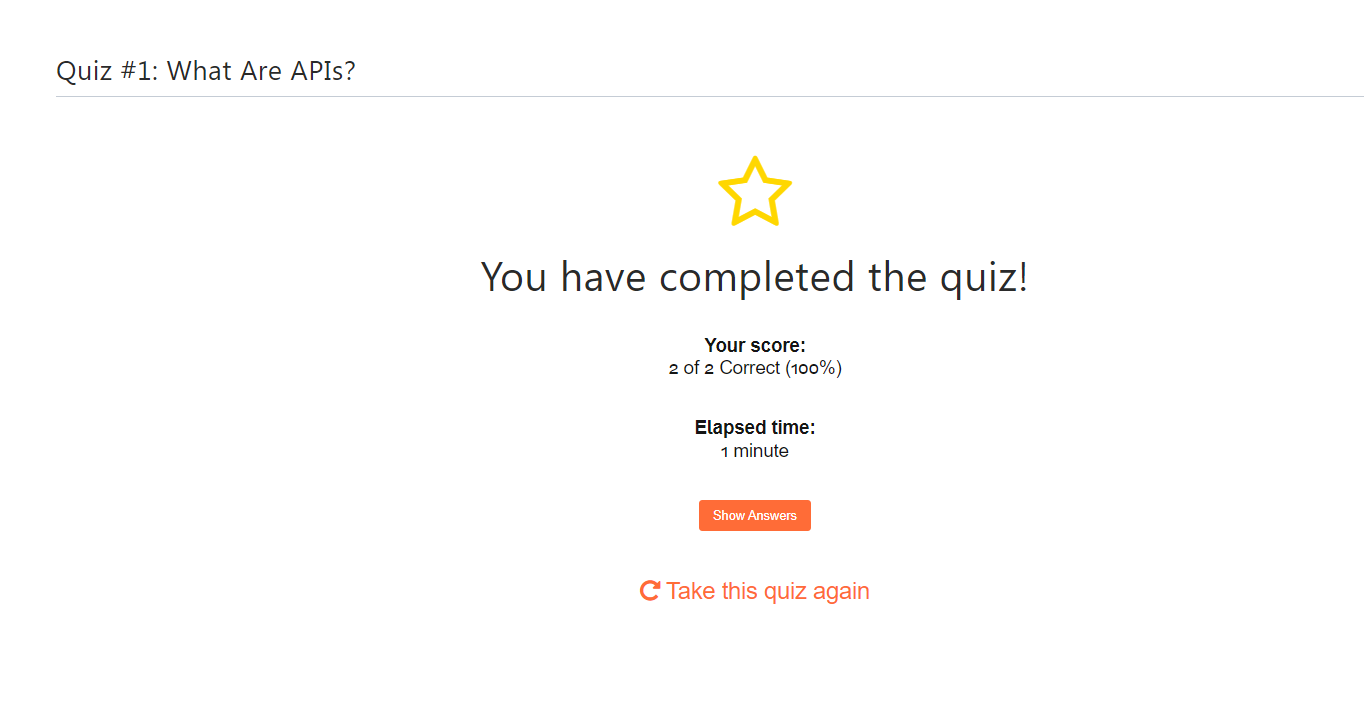 Quiz #1: What Are APIs?
You have completed the quiz!
Your score:
2 of 2 Correct (100%)
Elapsed time:
1 minute
Show Answers
Take this quiz again